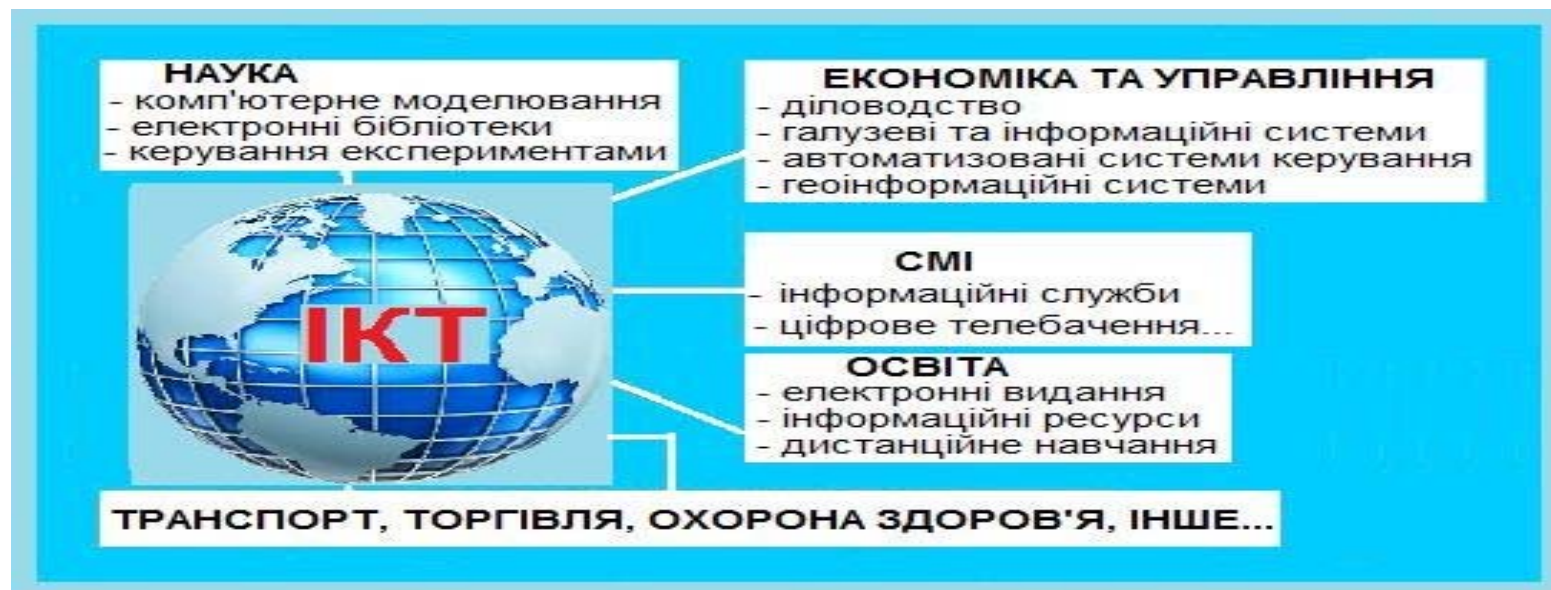 НАУКА
- комп'ютерне моделювання
- електронні бібліотеки
- керування експериментами
ЕКОНОМІКА ТА УПРАВЛІННЯ
- діловодство
- галузеві та інформаційні системи
- автоматизовані системи керування
- геоінформаційні системи
ІКТ
СМІ
- інформаційні служби
- ціфрове телебачення...
ОСВІТА
- електронні видання
- інформаційні ресурси
- дистанційне навчання
ТРАНСПОРТ, ТОРГІВЛЯ, ОХОРОНА ЗДОРОВ'Я, ІНШЕ...